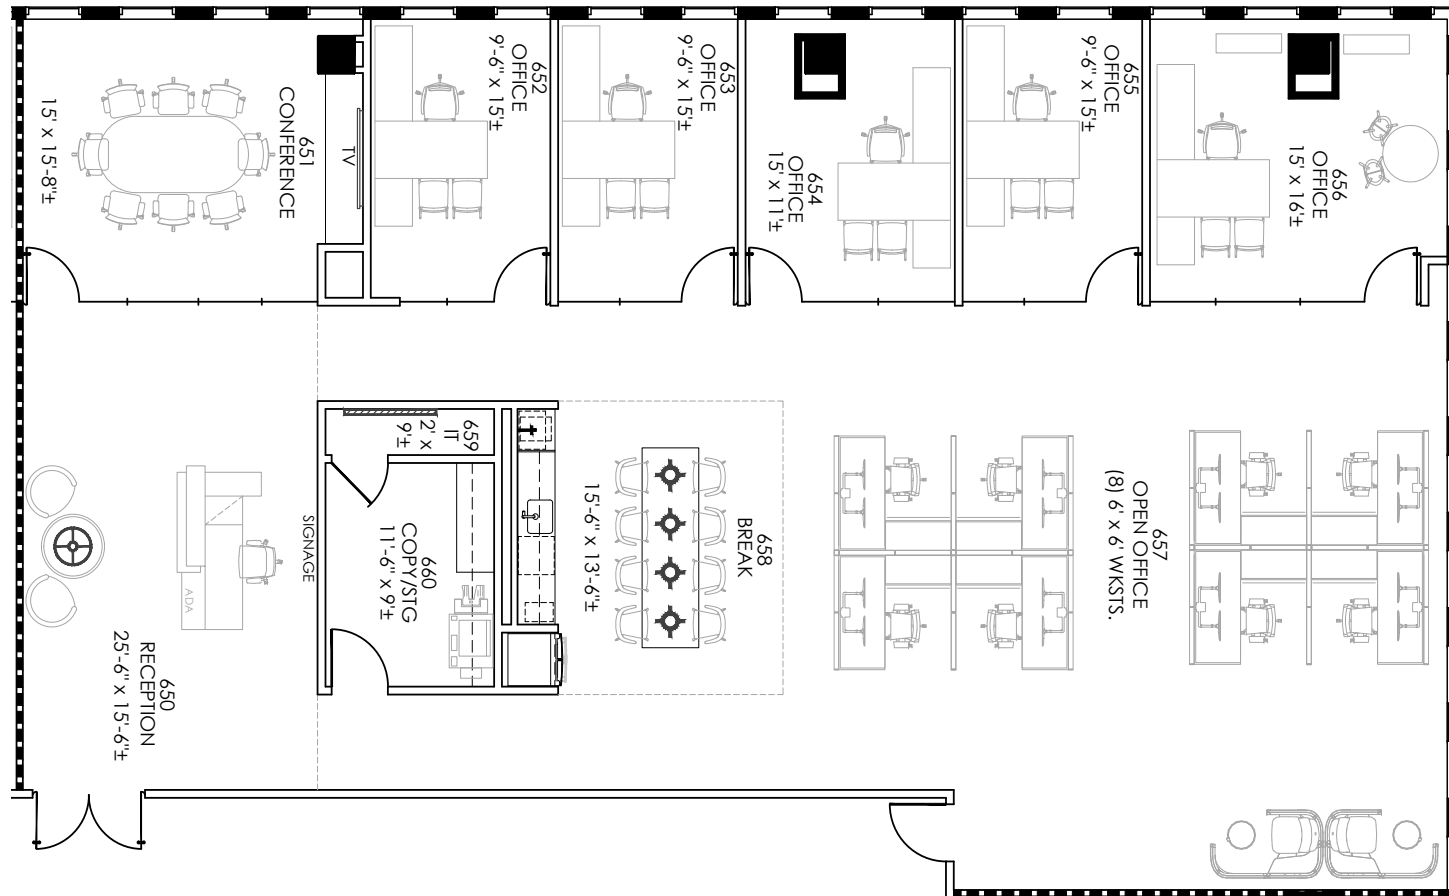 651
CONFERENCE
15' x 15'-8"±
TV
652
OFFICE
9'-6" x 15'±
653
OFFICE
9'-6" x 15'±
654
OFFICE
15' x 11'±
655
OFFICE
9'-6" x 15'±
656
OFFICE
15' x 16'±
659
IT
2' x
9'±
660
COPY/STG
11'-6" x 9'±
658
BREAK
15'-6" x 13'-6"±
657
OPEN OFFICE
(8) 6' x 6' WKSTS.
SIGNAGE
ADA
650
RECEPTION
25'-6" x 15'-6"±